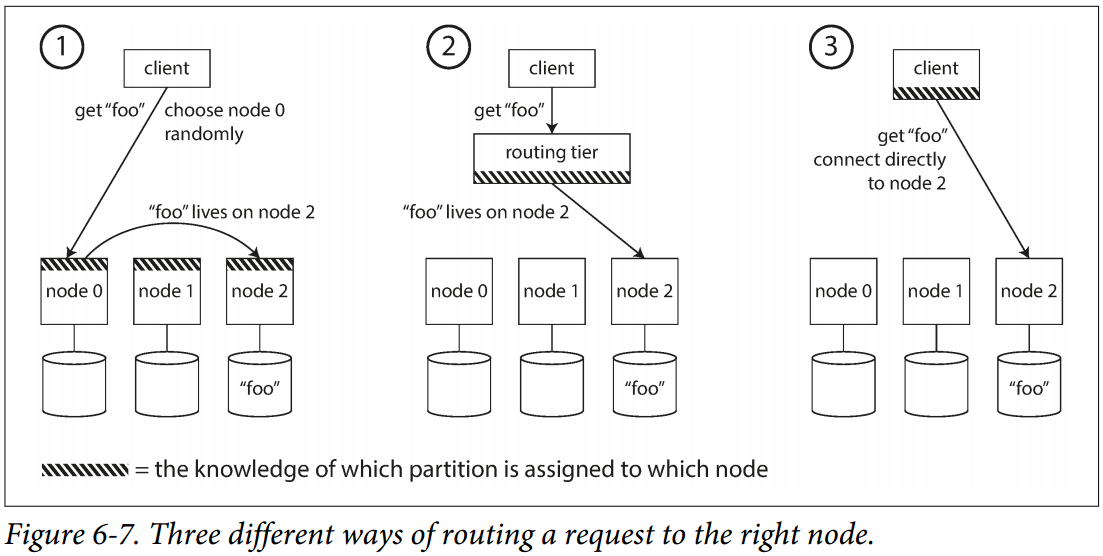 1
client
get “foo”
choose node 0
randomly
“foo” lives on node 2
node 0
node 1
node 2
“foo”
2
client
get “foo”
routing tier
“foo” lives on node 2
node 0
node 1
node 2
“foo”
3
client
get “foo”
connect directly
to node 2
node 0
node 1
node 2
“foo”
= the knowledge of which partition is assigned to which node
Figure 6-7. Three different ways of routing a request to the right node.